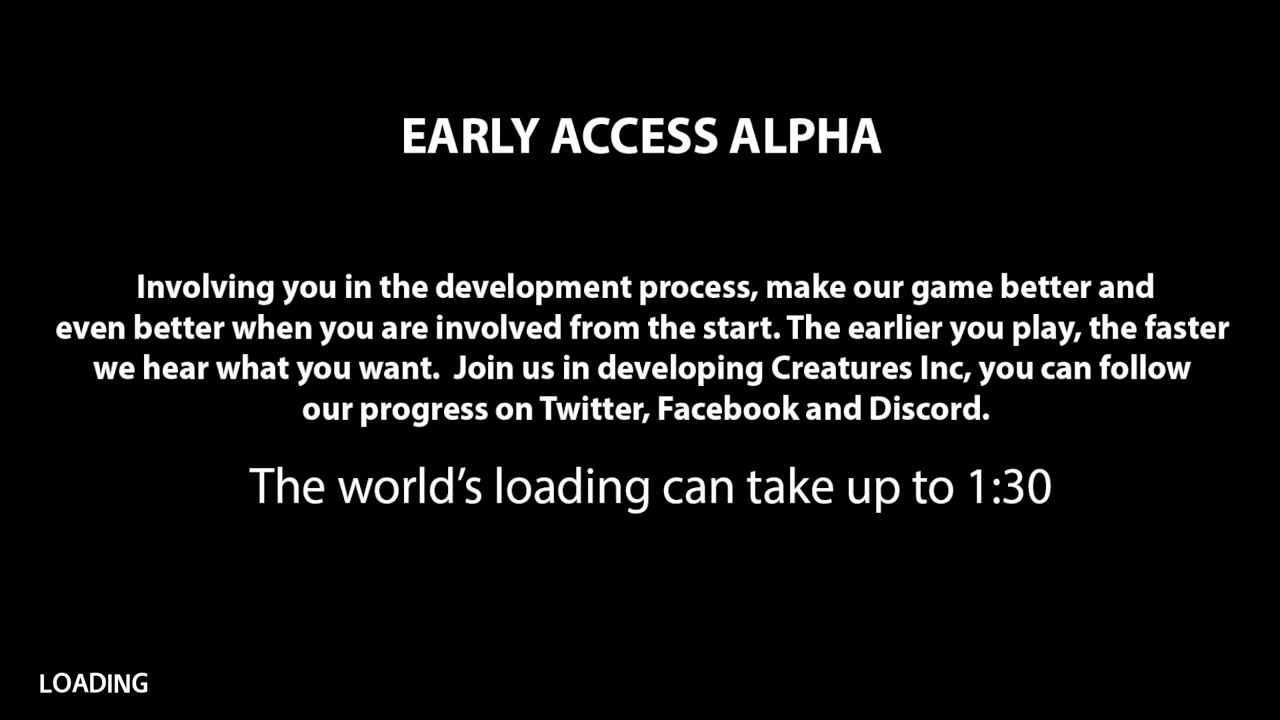 EARLY ACCESS ALPHA
Involving you in the development process, make our game better and
even better when you are involved from the start. The earlier you play, the faster
we hear what you want.  Join us in developing Creatures Inc, you can follow
our progress on Twitter, Facebook and Discord.
The world’s loading can take up to 1:30
LOADING